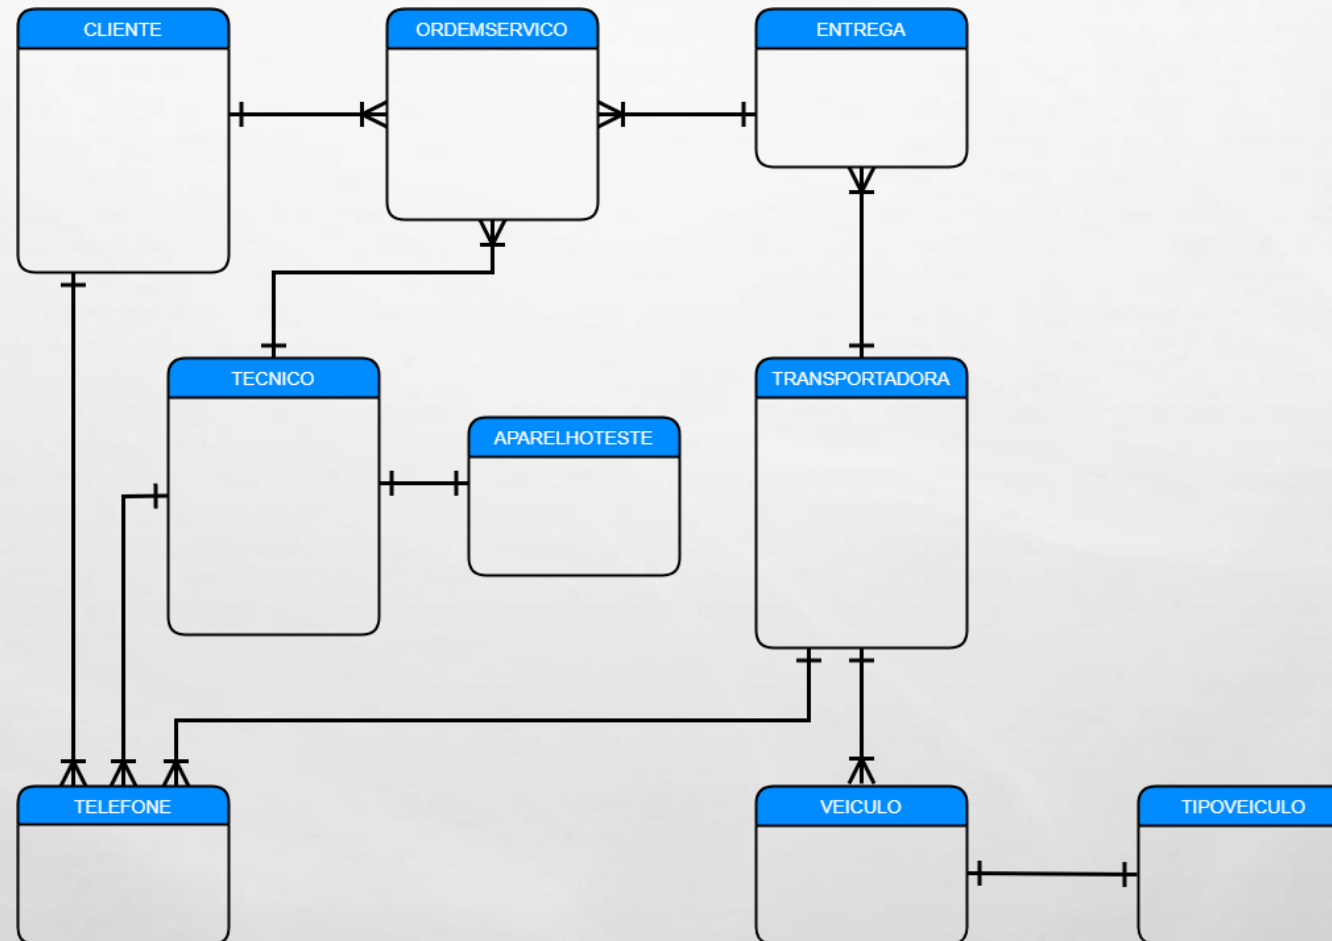 CLIENTE
ORDEMSERVICO
ENTREGA
TECNICO
TRANSPORTADORA
APARELHOTESTE
TELEFONE
VEICULO
TIPOVEICULO